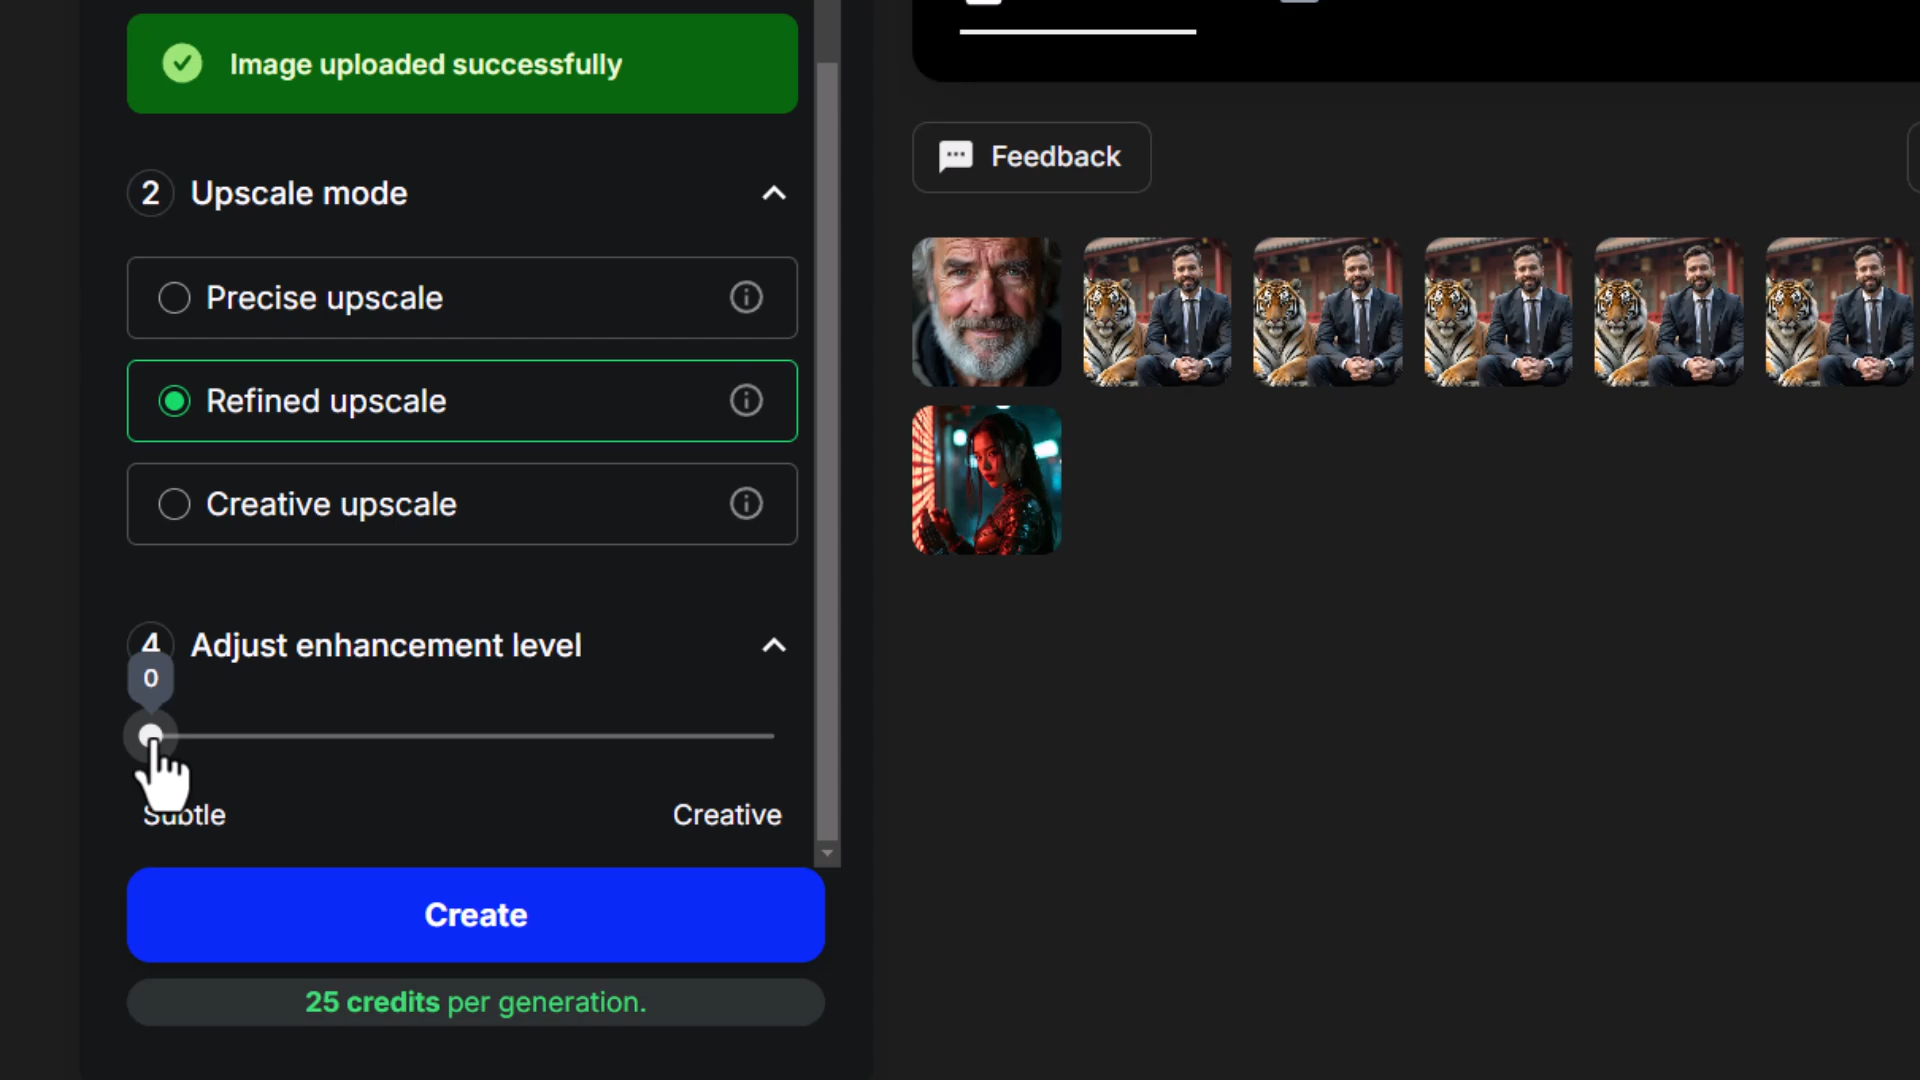 Image uploaded successfully
2 Upscale mode
Precise upscale
Refined upscale
Creative upscale
4 Adjust enhancement level
0
Subtle
Creative
Create
25 credits per generation.
Feedback